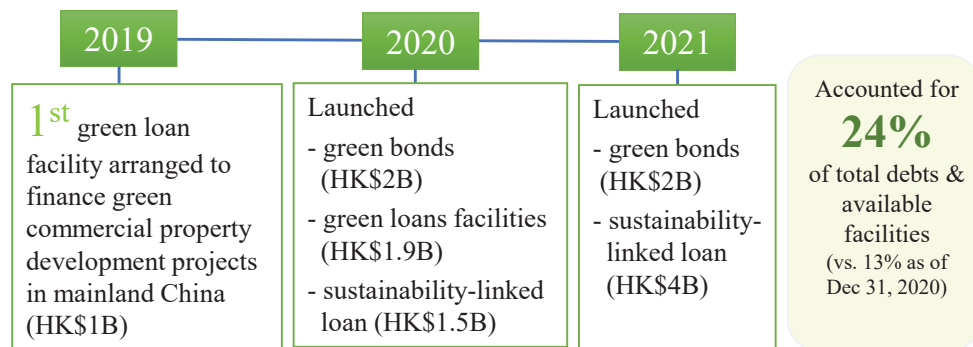 2019
1st green loan
facility arranged to
finance green
commercial property
development projects
in mainland China
(HK$1B)
2020
Launched
- green bonds
(HK$2B)
- green loans facilities
(HK$1.9B)
- sustainability-linked
loan (HK$1.5B)
2021
Launched
- green bonds
(HK$2B)
- sustainability-
linked loan
(HK$4B)
Accounted for
24%
of total debts &
available
facilities
(vs. 13% as of
Dec 31, 2020)